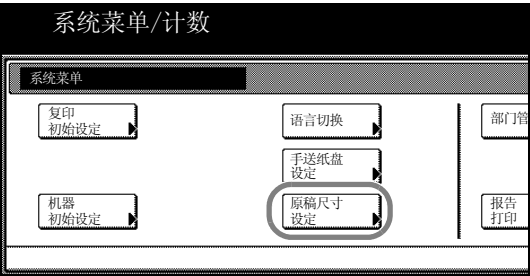 系统菜单/计数
系统菜单
复印
初始设定
语言切换
部门管
手送纸盘
设定
机器
初始设定
原稿尺寸
设定
报告
打印